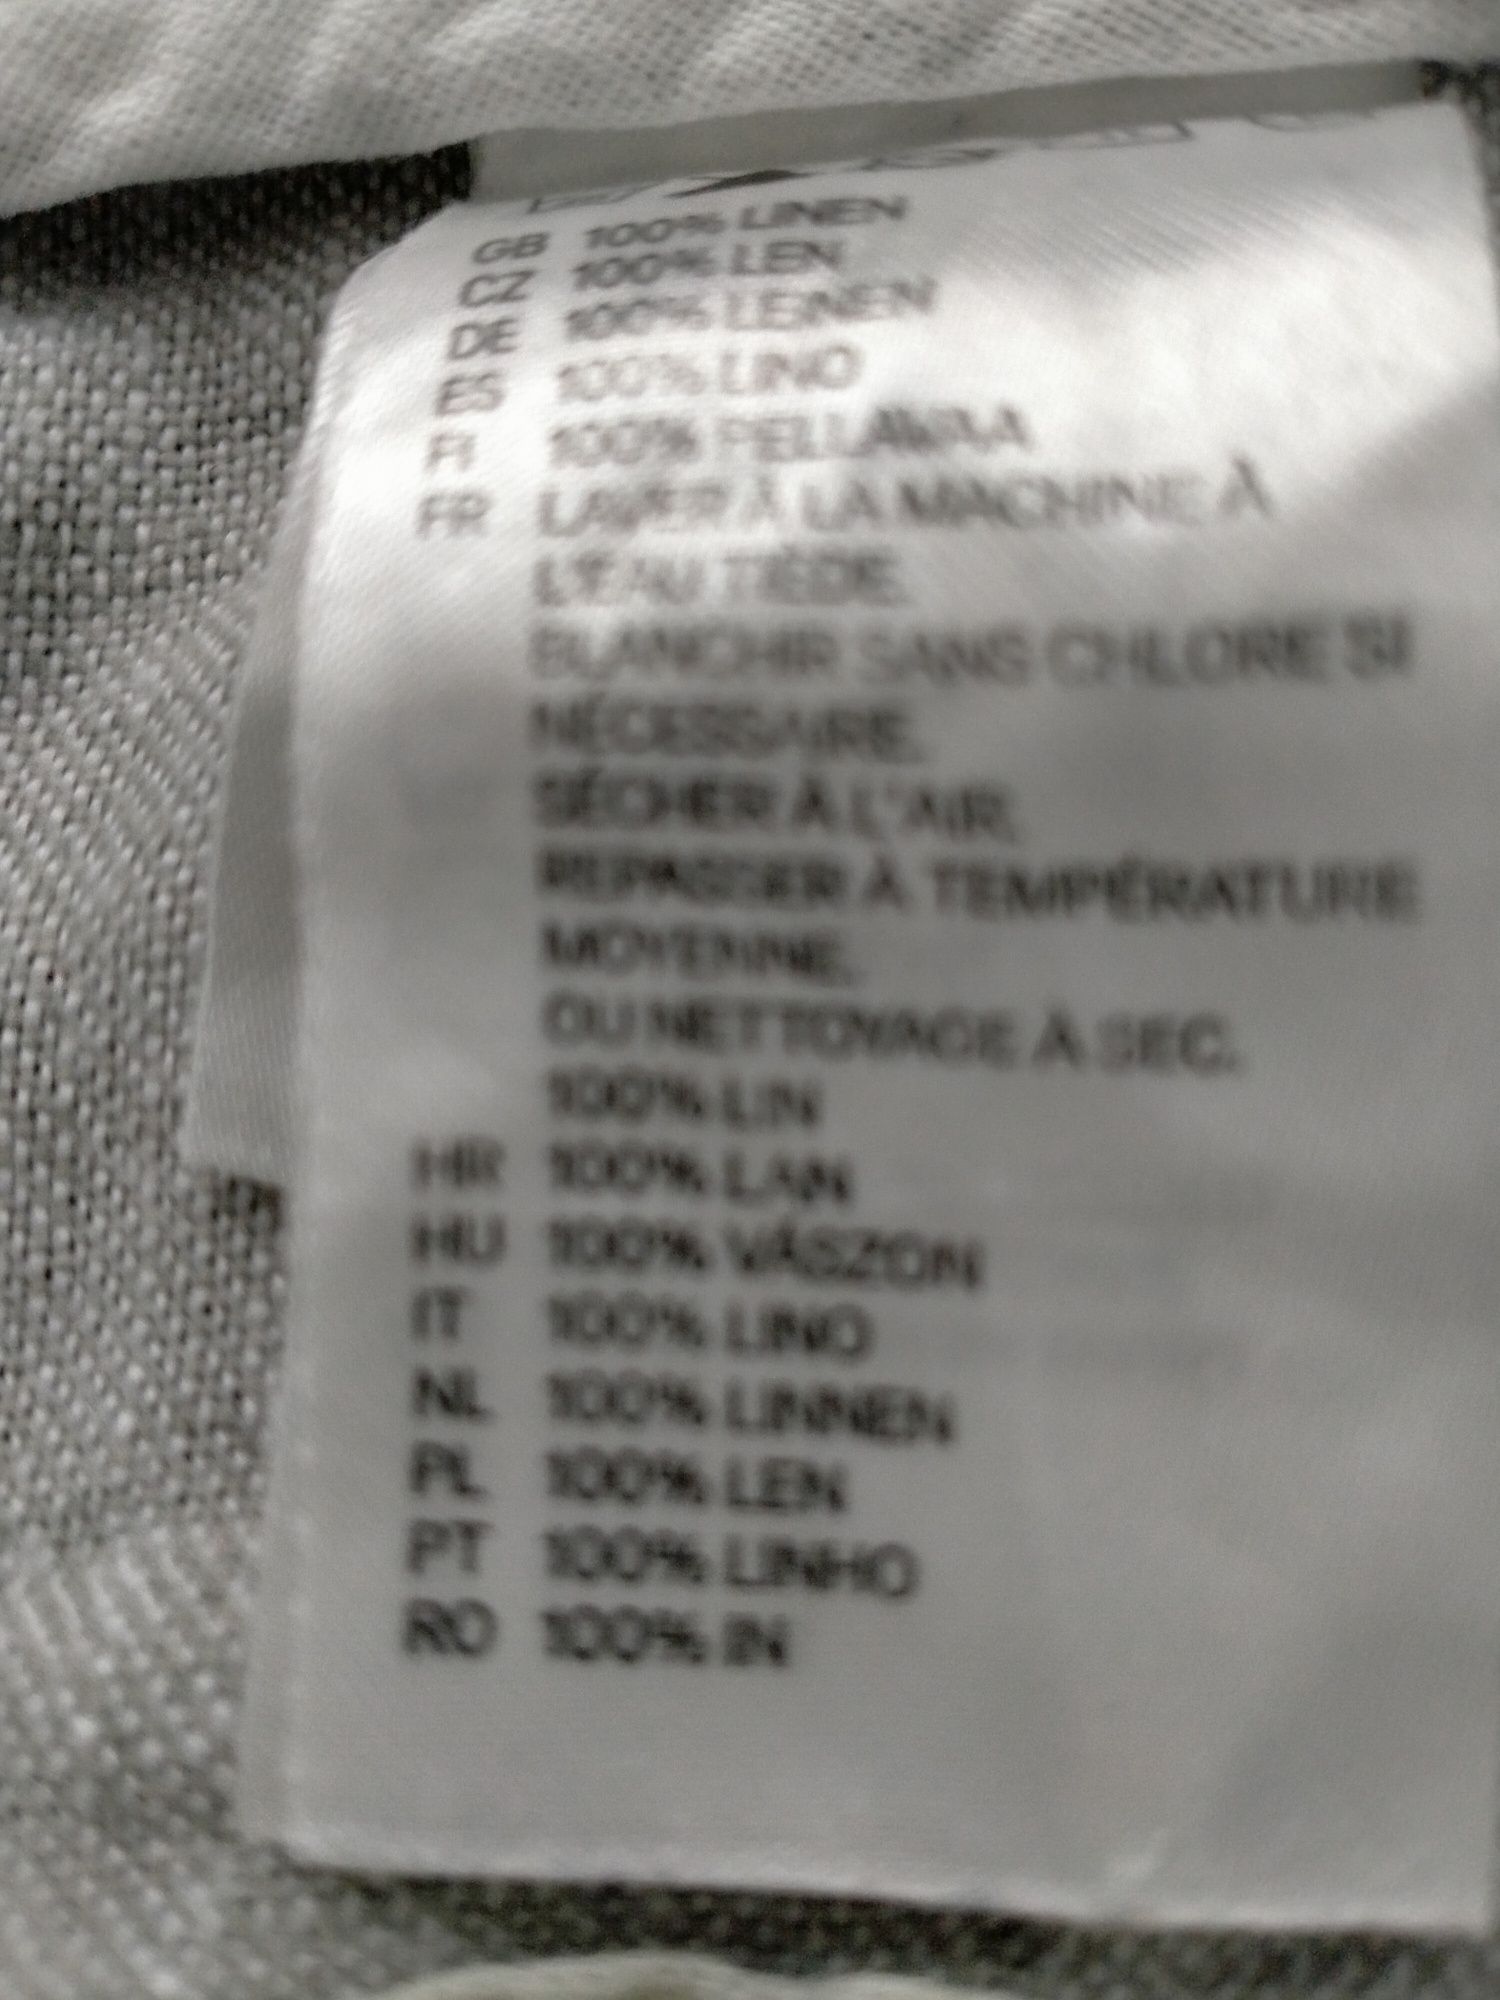 GB 100% LINEN
CZ 100% LEN
DE 100% LEINEN
ES 100% LINO
FI 100% PELLAVAA
FR LAVER À LA MACHINE À
L'EAU TIÈDE.
BLANCHIR SANS CHLORE SI
NÉCESSAIRE.
SÉCHER À L'AIR.
REPASSER À TEMPÉRATURE
MOYENNE.
OU NETTOYAGE À SEC.
100% LIN
HR 100% LAN
HU 100% VÁSZON
IT 100% LINO
NL 100% LINNEN
PL 100% LEN
PT 100% LINHO
RO 100% IN